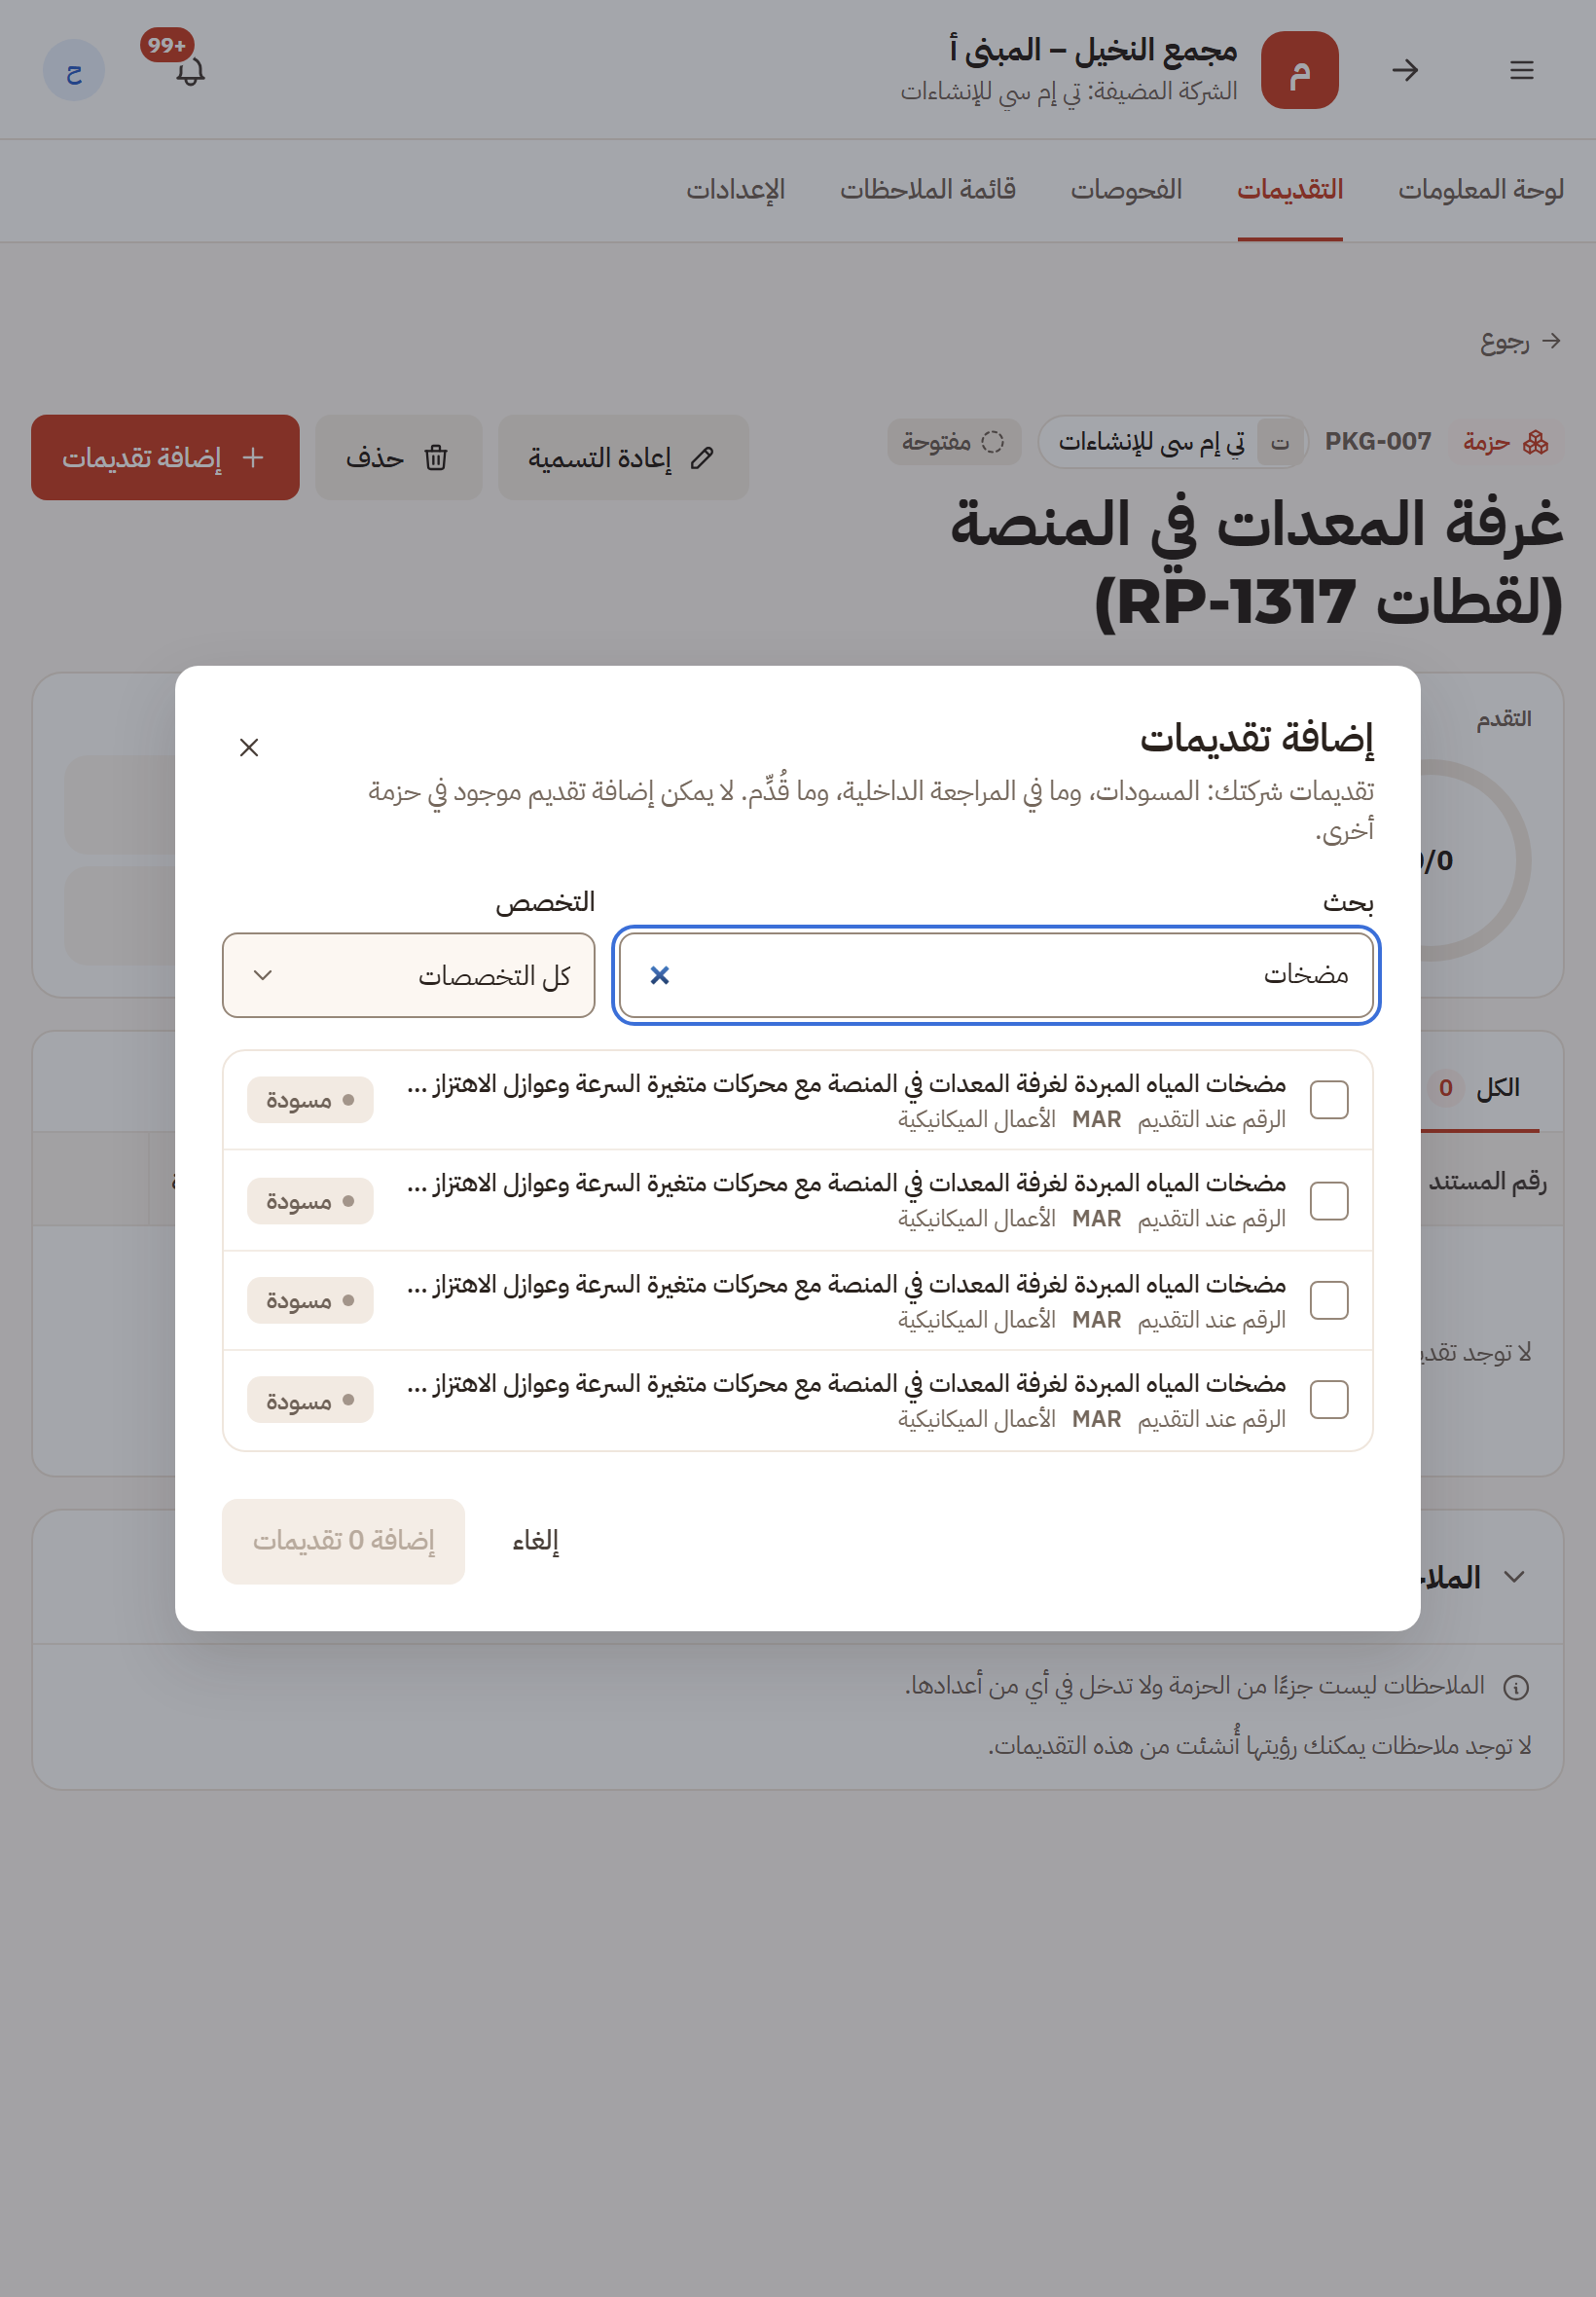 مجمع النخيل – المبنى أ
الشركة المضيفة: تي إم سي للإنشاءات
م
99+
ح
لوحة المعلومات
التقديمات
الفحوصات
قائمة الملاحظات
الإعدادات
رجوع
حزمة
PKG-007
ت
تي إم سي للإنشاءات
مفتوحة
إعادة التسمية
حذف
إضافة تقديمات
غرفة المعدات في المنصة
(لقطات RP-1317)
التقدم
/0
الكل 0
رقم المستند
لا توجد
إضافة تقديمات
تقديمات شركتك: المسودات، وما في المراجعة الداخلية، وما قُدِّم. لا يمكن إضافة تقديم موجود في حزمة
أخرى.
بحث
التخصص
مضخات
كل التخصصات
مضخات المياه المبردة لغرفة المعدات في المنصة مع محركات متغيرة السرعة وعوازل الاهتزاز ...
الرقم عند التقديم MAR الأعمال الميكانيكية
مسودة
مضخات المياه المبردة لغرفة المعدات في المنصة مع محركات متغيرة السرعة وعوازل الاهتزاز ...
الرقم عند التقديم MAR الأعمال الميكانيكية
مسودة
مضخات المياه المبردة لغرفة المعدات في المنصة مع محركات متغيرة السرعة وعوازل الاهتزاز ...
الرقم عند التقديم MAR الأعمال الميكانيكية
مسودة
مضخات المياه المبردة لغرفة المعدات في المنصة مع محركات متغيرة السرعة وعوازل الاهتزاز ...
الرقم عند التقديم MAR الأعمال الميكانيكية
مسودة
إلغاء
إضافة 0 تقديمات
الملاحظات ليست جزءًا من الحزمة ولا تدخل في أي من أعدادها.
لا توجد ملاحظات يمكنك رؤيتها أُنشئت من هذه التقديمات.